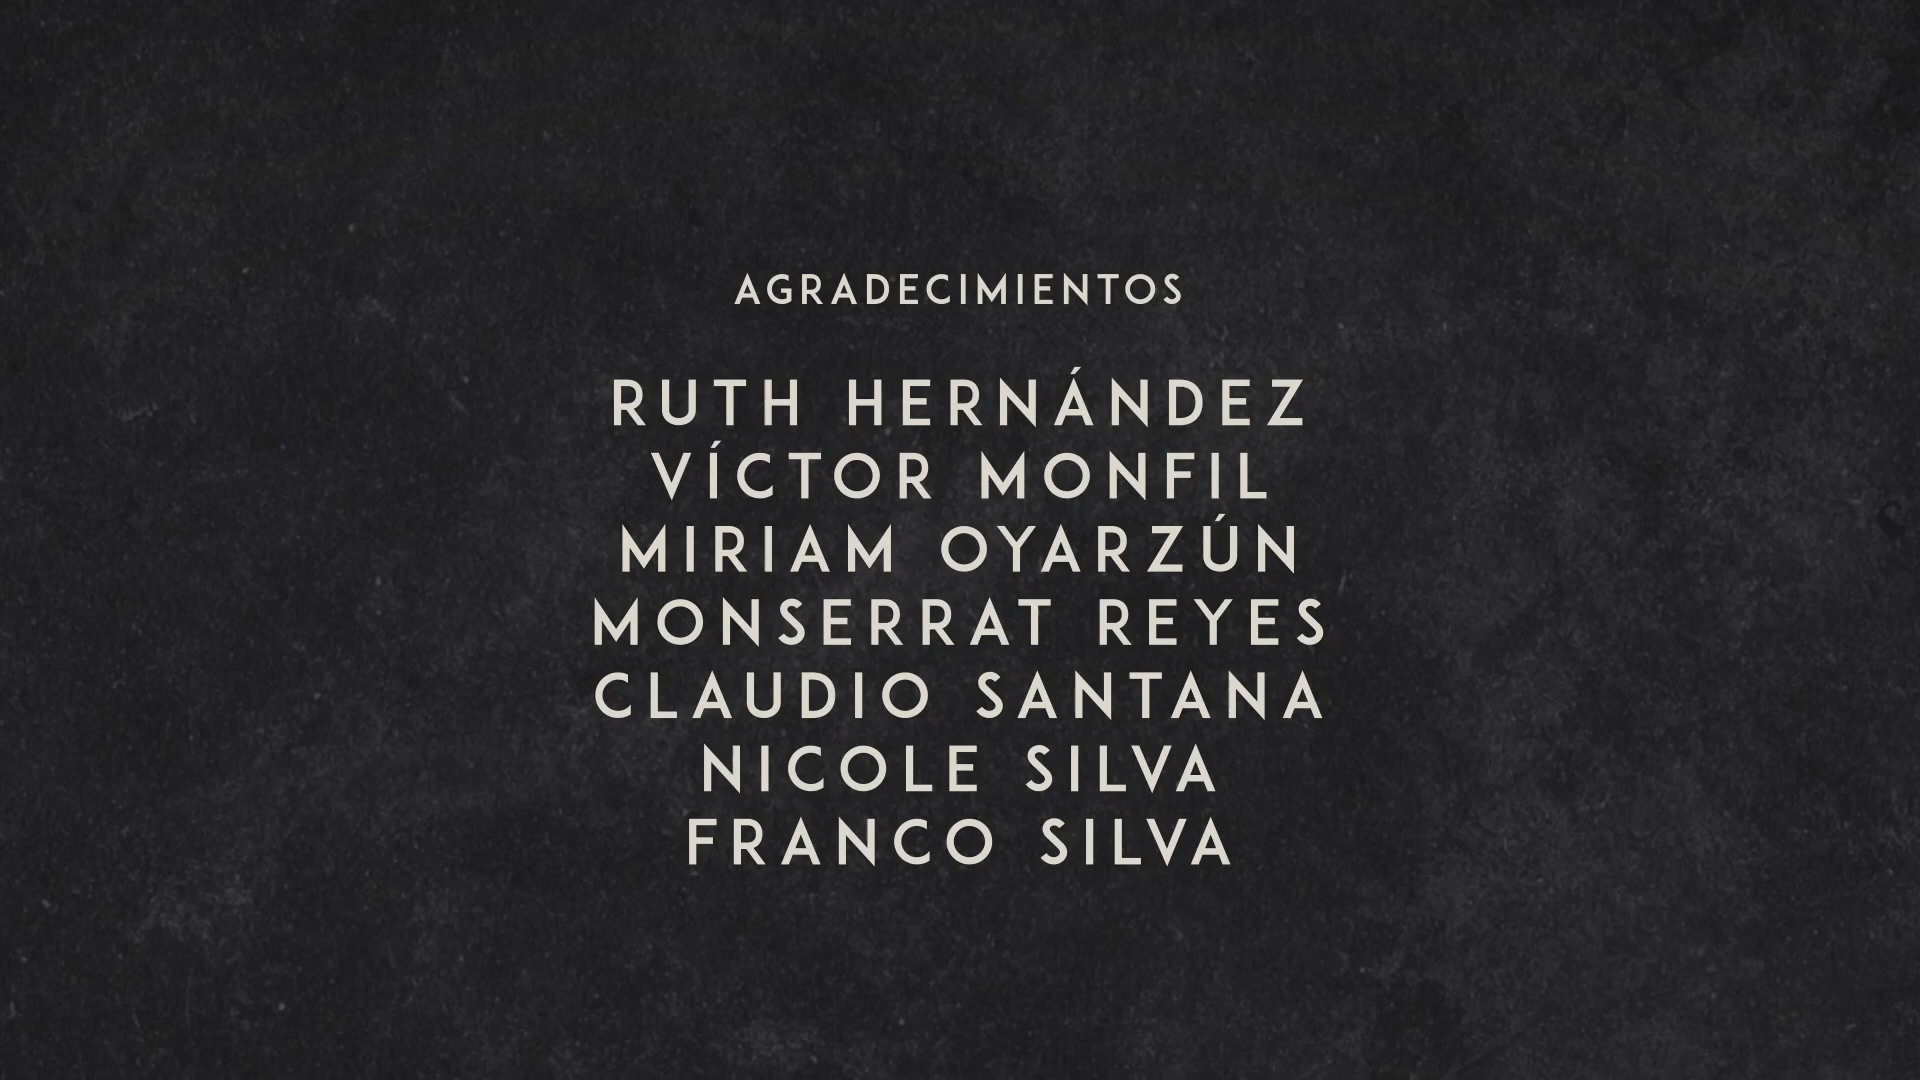 AGRADECIMIENTOS
RUTH HERNÁNDEZ
VÍCTOR MONFIL
MIRIAM OYARZÚN
MONSERRAT REYES
CLAUDIO SANTANA
NICOLE SILVA
FRANCO SILVA